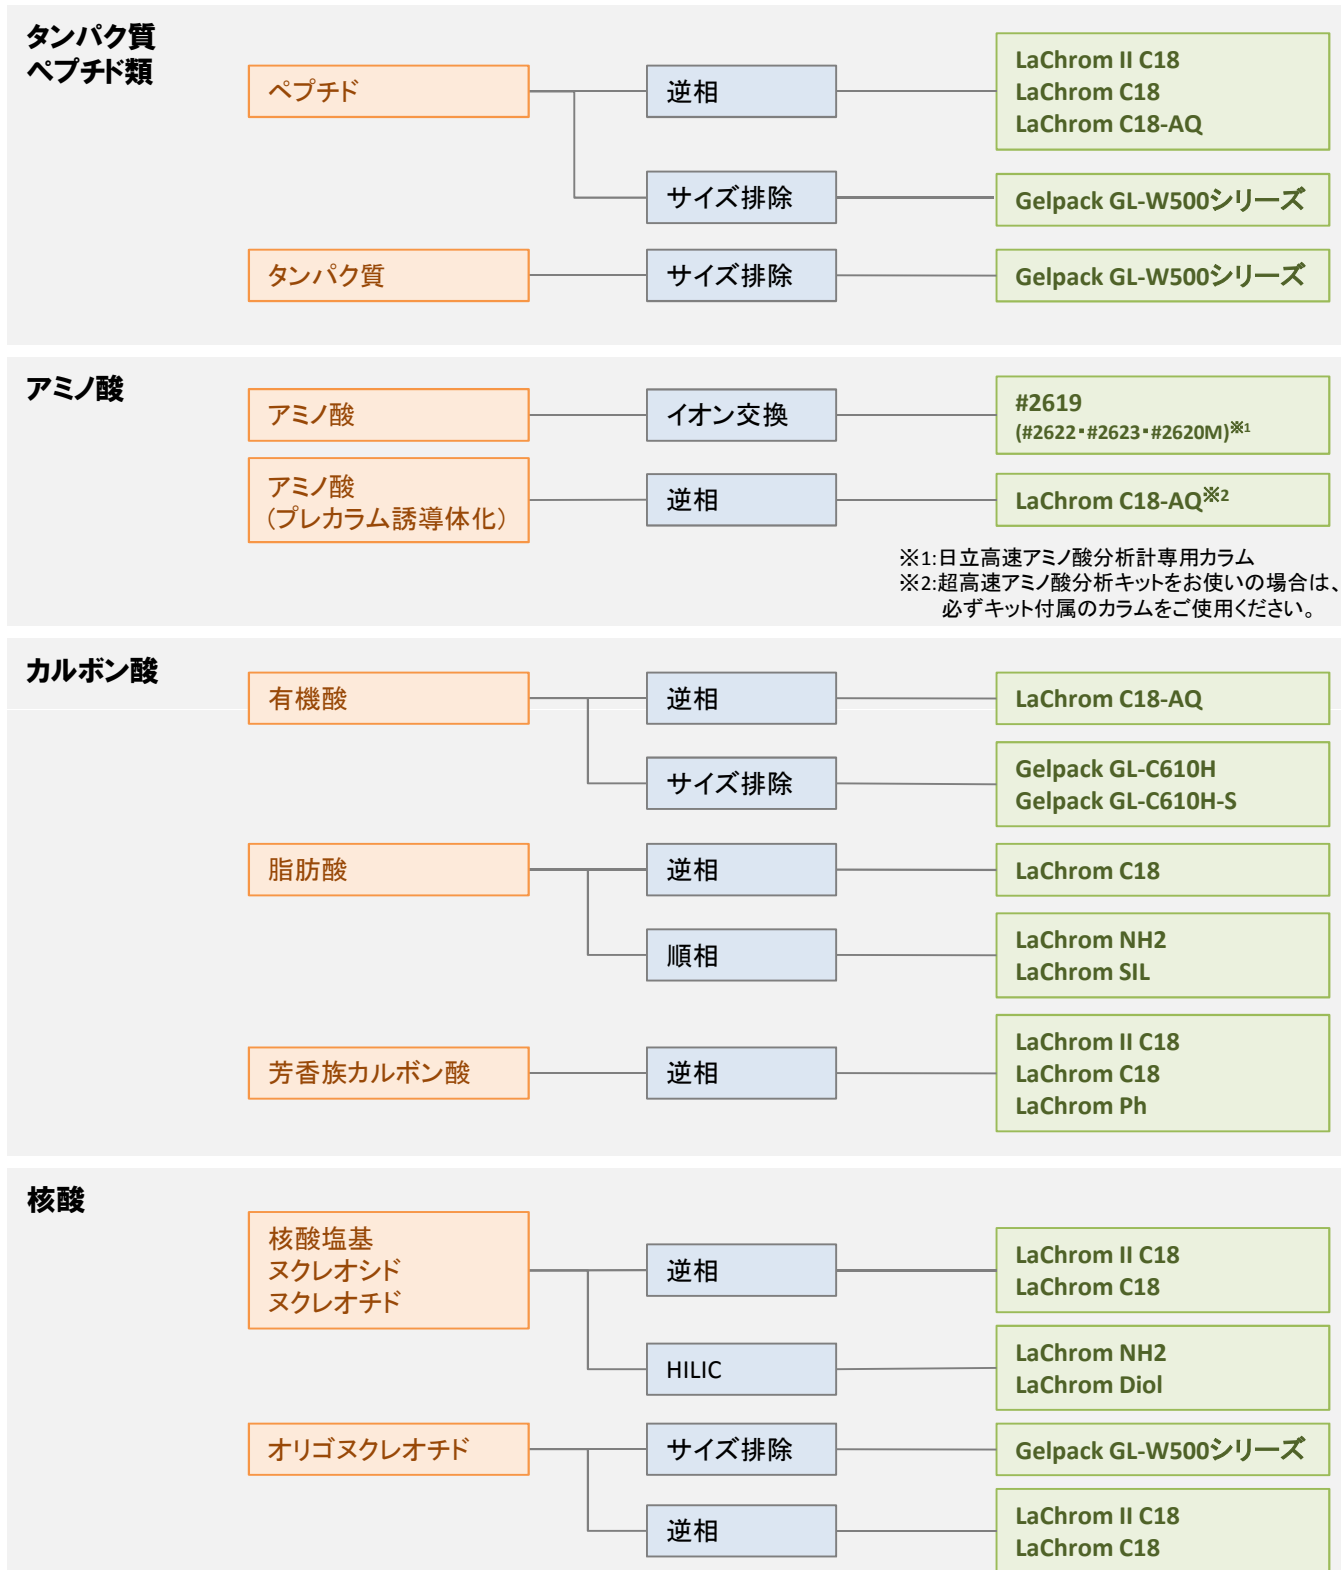 タンパク質
ペプチド類
ペプチド
逆相
LaChrom II C18
LaChrom C18
LaChrom C18-AQ
サイズ排除
Gelpack GL-W500シリーズ
タンパク質
サイズ排除
Gelpack GL-W500シリーズ
アミノ酸
アミノ酸
イオン交換
#2619
(#2622・#2623・#2620M)※1
アミノ酸
(プレカラム誘導体化)
逆相
LaChrom C18-AQ※2
※1:日立高速アミノ酸分析計専用カラム
※2:超高速アミノ酸分析キットをお使いの場合は、
必ずキット付属のカラムをご使用ください。
カルボン酸
有機酸
逆相
LaChrom C18-AQ
サイズ排除
Gelpack GL-C610H
Gelpack GL-C610H-S
脂肪酸
逆相
LaChrom C18
順相
LaChrom NH2
LaChrom SIL
芳香族カルボン酸
逆相
LaChrom II C18
LaChrom C18
LaChrom Ph
核酸
核酸塩基
ヌクレオシド
ヌクレオチド
逆相
LaChrom II C18
LaChrom C18
HILIC
LaChrom NH2
LaChrom Diol
オリゴヌクレオチド
サイズ排除
Gelpack GL-W500シリーズ
逆相
LaChrom II C18
LaChrom C18